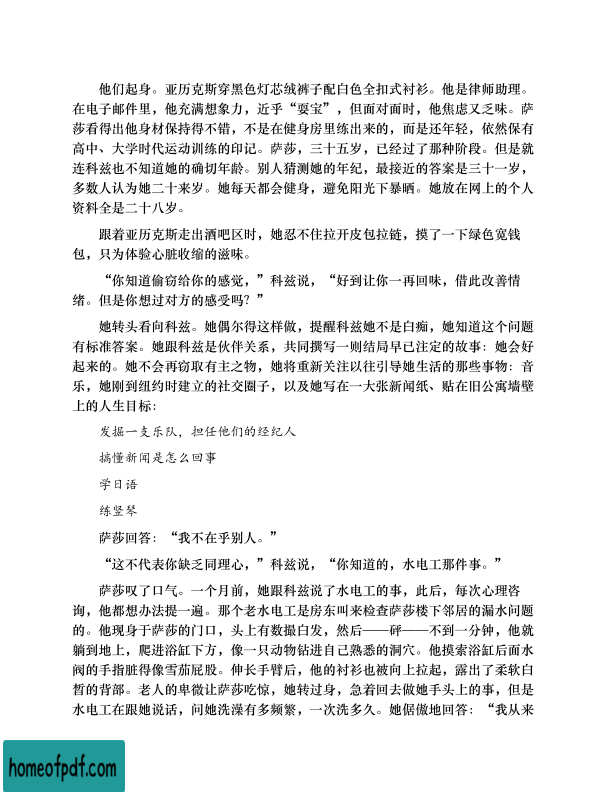 他们起身。亚历克斯穿黑色灯芯绒裤子配白色全扣式衬衫。他是律师助理。
在电子邮件里，他充满想象力，近乎“耍宝”，但面对面时，他焦虑又乏味。萨
莎看得出他身材保持得不错，不是在健身房里练出来的，而是还年轻，依然保有
高中、大学时代运动训练的印记。萨莎，三十五岁，已经过了那种阶段。但是就
连科兹也不知道她的确切年龄。别人猜测她的年纪，最接近的答案是三十一岁，
多数人认为她二十来岁。她每天都会健身，避免阳光下暴晒。她放在网上的个人
资料全是二十八岁。
跟着亚历克斯走出酒吧区时，她忍不住拉开皮包拉链，摸了一下绿色宽钱
包，只为体验心脏收缩的滋味。
“你知道偷窃给你的感觉，”科兹说，“好到让你一再回味，借此改善情
绪。但是你想过对方的感受吗？”
她转头看向科兹。她偶尔得这样做，提醒科兹她不是白痴，她知道这个问题
有标准答案。她跟科兹是伙伴关系，共同撰写一则结局早已注定的故事：她会好
起来的。她不会再窃取有主之物，她将重新关注以往引导她生活的那些事物：音
乐，她刚到纽约时建立的社交圈子，以及她写在一大张新闻纸、贴在旧公寓墙壁
上的人生目标：
发掘一支乐队，担任他们的经纪人
搞懂新闻是怎么回事
学日语
练竖琴
萨莎回答：“我不在乎别人。”
“这不代表你缺乏同理心，”科兹说，“你知道的，水电工那件事。”
萨莎叹了口气。一个月前，她跟科兹说了水电工的事，此后，每次心理咨
询，他都想办法提一遍。那个老水电工是房东叫来检查萨莎楼下邻居的漏水问题
的。他现身于萨莎的门口，头上有数撮白发，然后——砰——不到一分钟，他就
躺到地上，爬进浴缸下方，像一只动物钻进自己熟悉的洞穴。他摸索浴缸后面水
阀的手指脏得像雪茄屁股。伸长手臂后，他的衬衫也被向上拉起，露出了柔软白
皙的背部。老人的卑微让萨莎吃惊，她转过身，急着回去做她手头上的事，但是
水电工在跟她说话，问她洗澡有多频繁，一次洗多久。她倨傲地回答：“我从来
homeofpdf.com